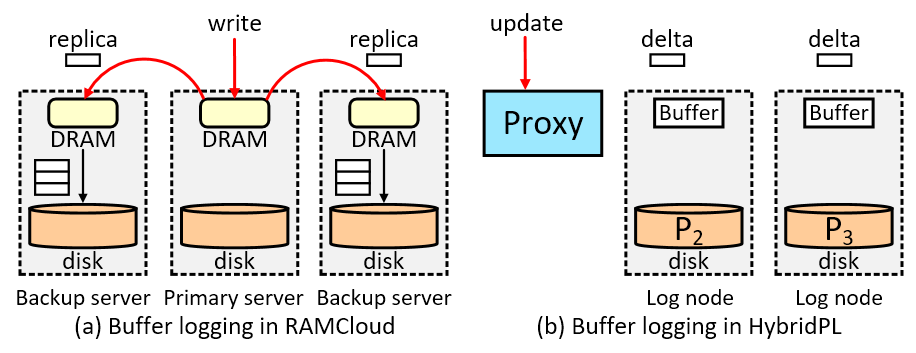 write
replica
replica
DRAM
DRAM
DRAM
disk
disk
disk
Backup server
Primary server
Backup server
(a) Buffer logging in RAMCloud
update
delta
delta
Proxy
Buffer
Buffer
P2
P3
disk
disk
Log node
Log node
(b) Buffer logging in HybridPL